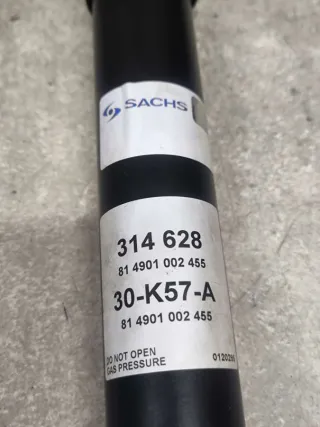 SACHS
314 628
81 4901 002 455
30-K57-A
81 4901 002 455
DO NOT OPEN
GAS PRESSURE